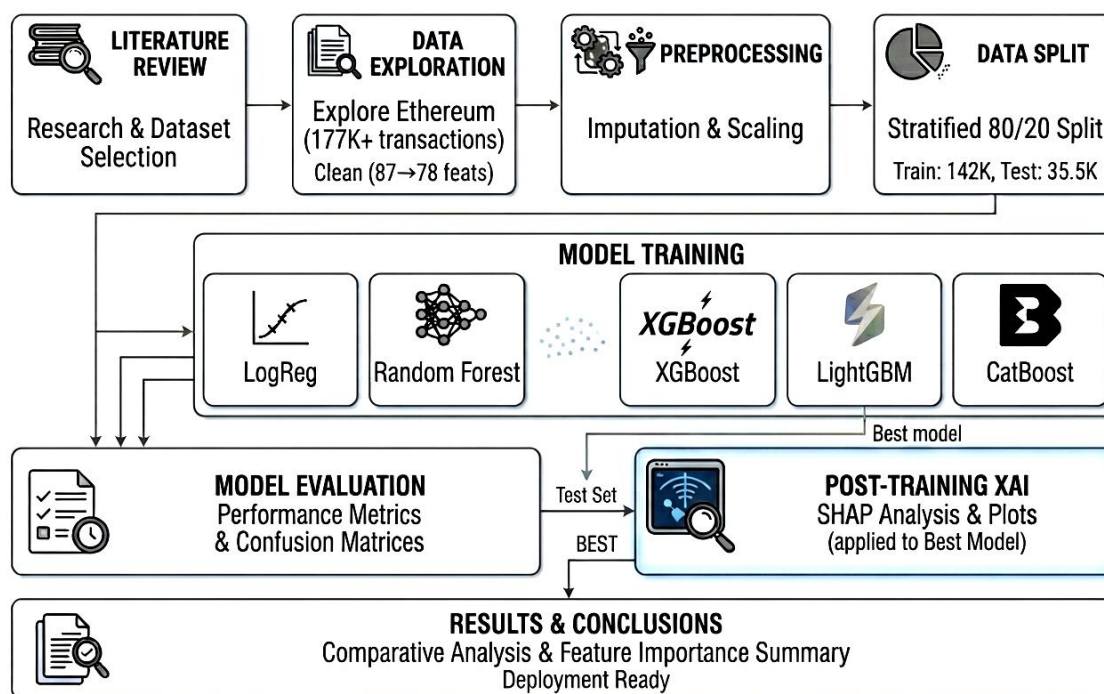 LITERATURE
REVIEW
Research & Dataset
Selection
DATA
EXPLORATION
Explore Ethereum
(177K+ transactions)
Clean (87→78 feats)
PREPROCESSING
Imputation & Scaling
DATA SPLIT
Stratified 80/20 Split
Train: 142K, Test: 35.5K
MODEL TRAINING
LogReg
Random Forest
XGBoost
XGBoost
LightGBM
CatBoost
Best model
MODEL EVALUATION
Performance Metrics
& Confusion Matrices
Test Set
BEST
POST-TRAINING XAI
SHAP Analysis & Plots
(applied to Best Model)
RESULTS & CONCLUSIONS
Comparative Analysis & Feature Importance Summary
Deployment Ready